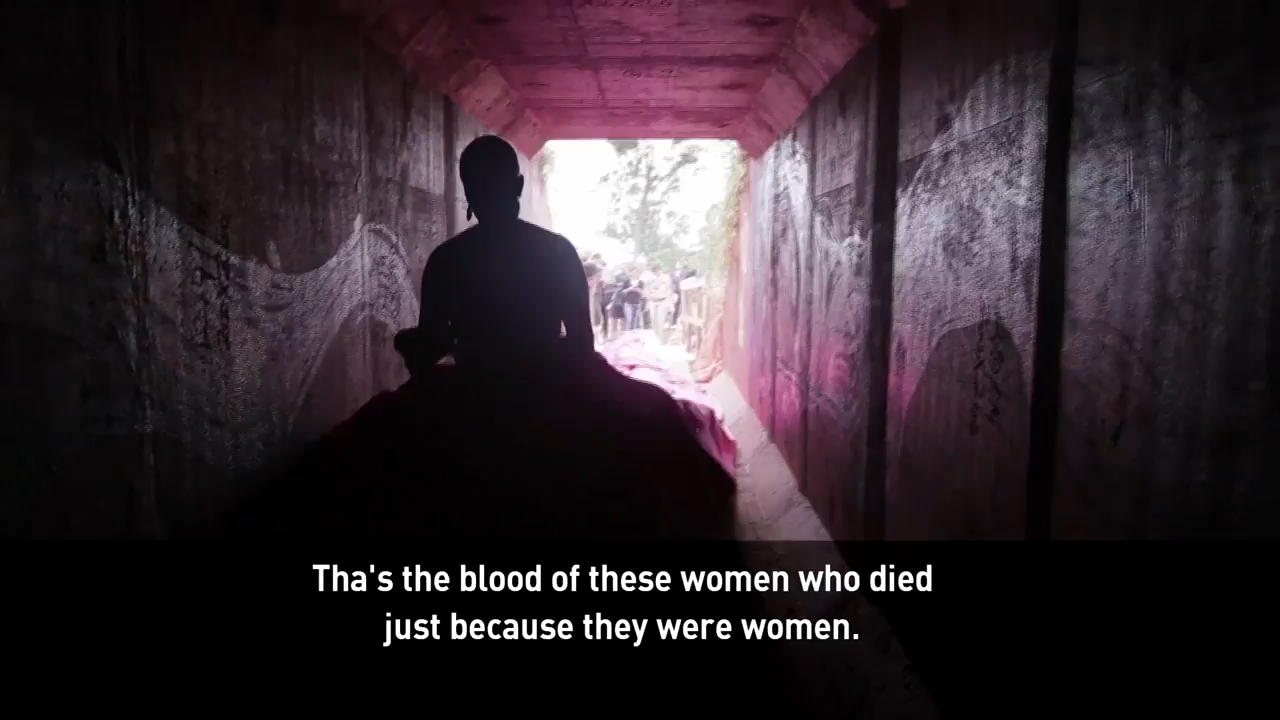 Tha's the blood of these women who died
just because they were women.